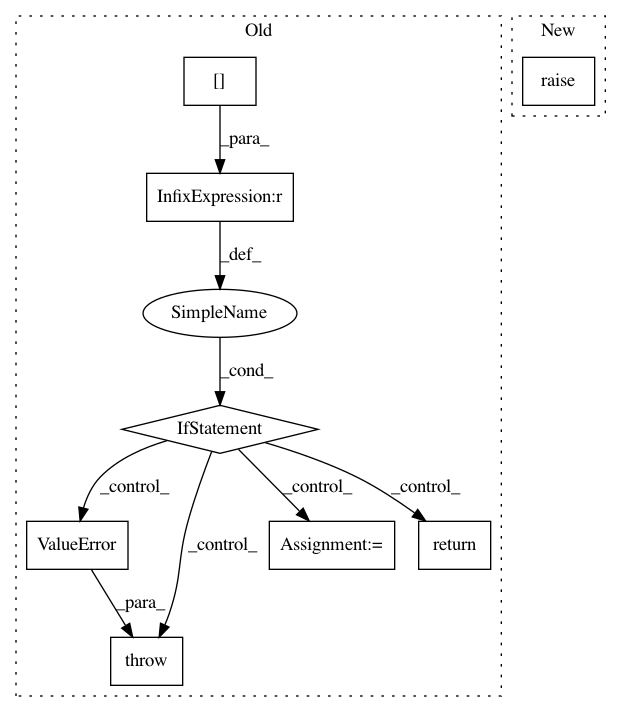 Old
New
[]
raise
_para_
InfixExpression:r
_def_
SimpleName
_cond_
IfStatement
_control_
_control_
_control_
_control_
ValueError
Assignment:=
return
_para_
throw